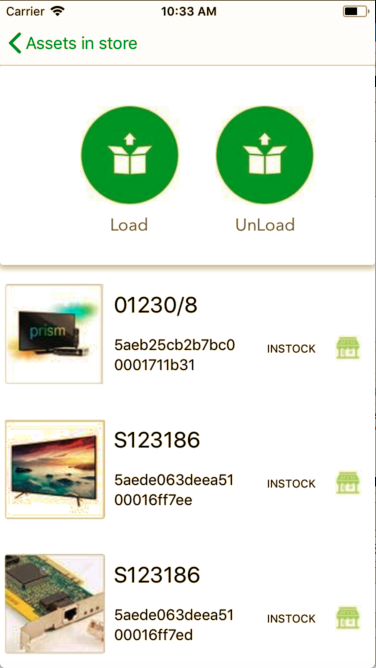 Carrier 10:33 AM
Assets in store
Load UnLoad
prism
01230/8
5aeb25cb2b7bc0
0001711b31
INSTOCK
S123186
5aede063deea51
00016ff7ee
INSTOCK
S123186
5aede063deea51
00016ff7ed
INSTOCK